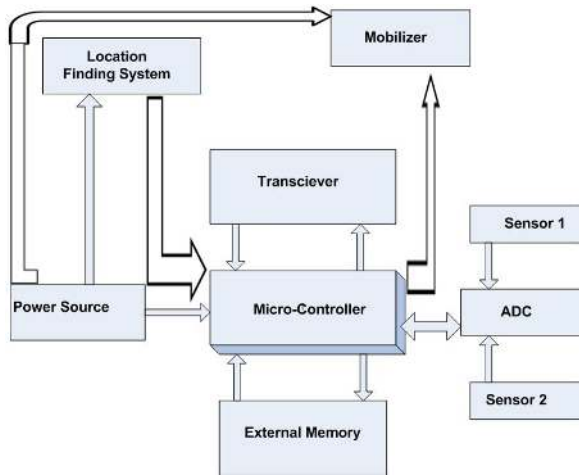 Mobilizer
Location
Finding System
Transciever
Sensor 1
Power Source
Micro-Controller
ADC
Sensor 2
External Memory